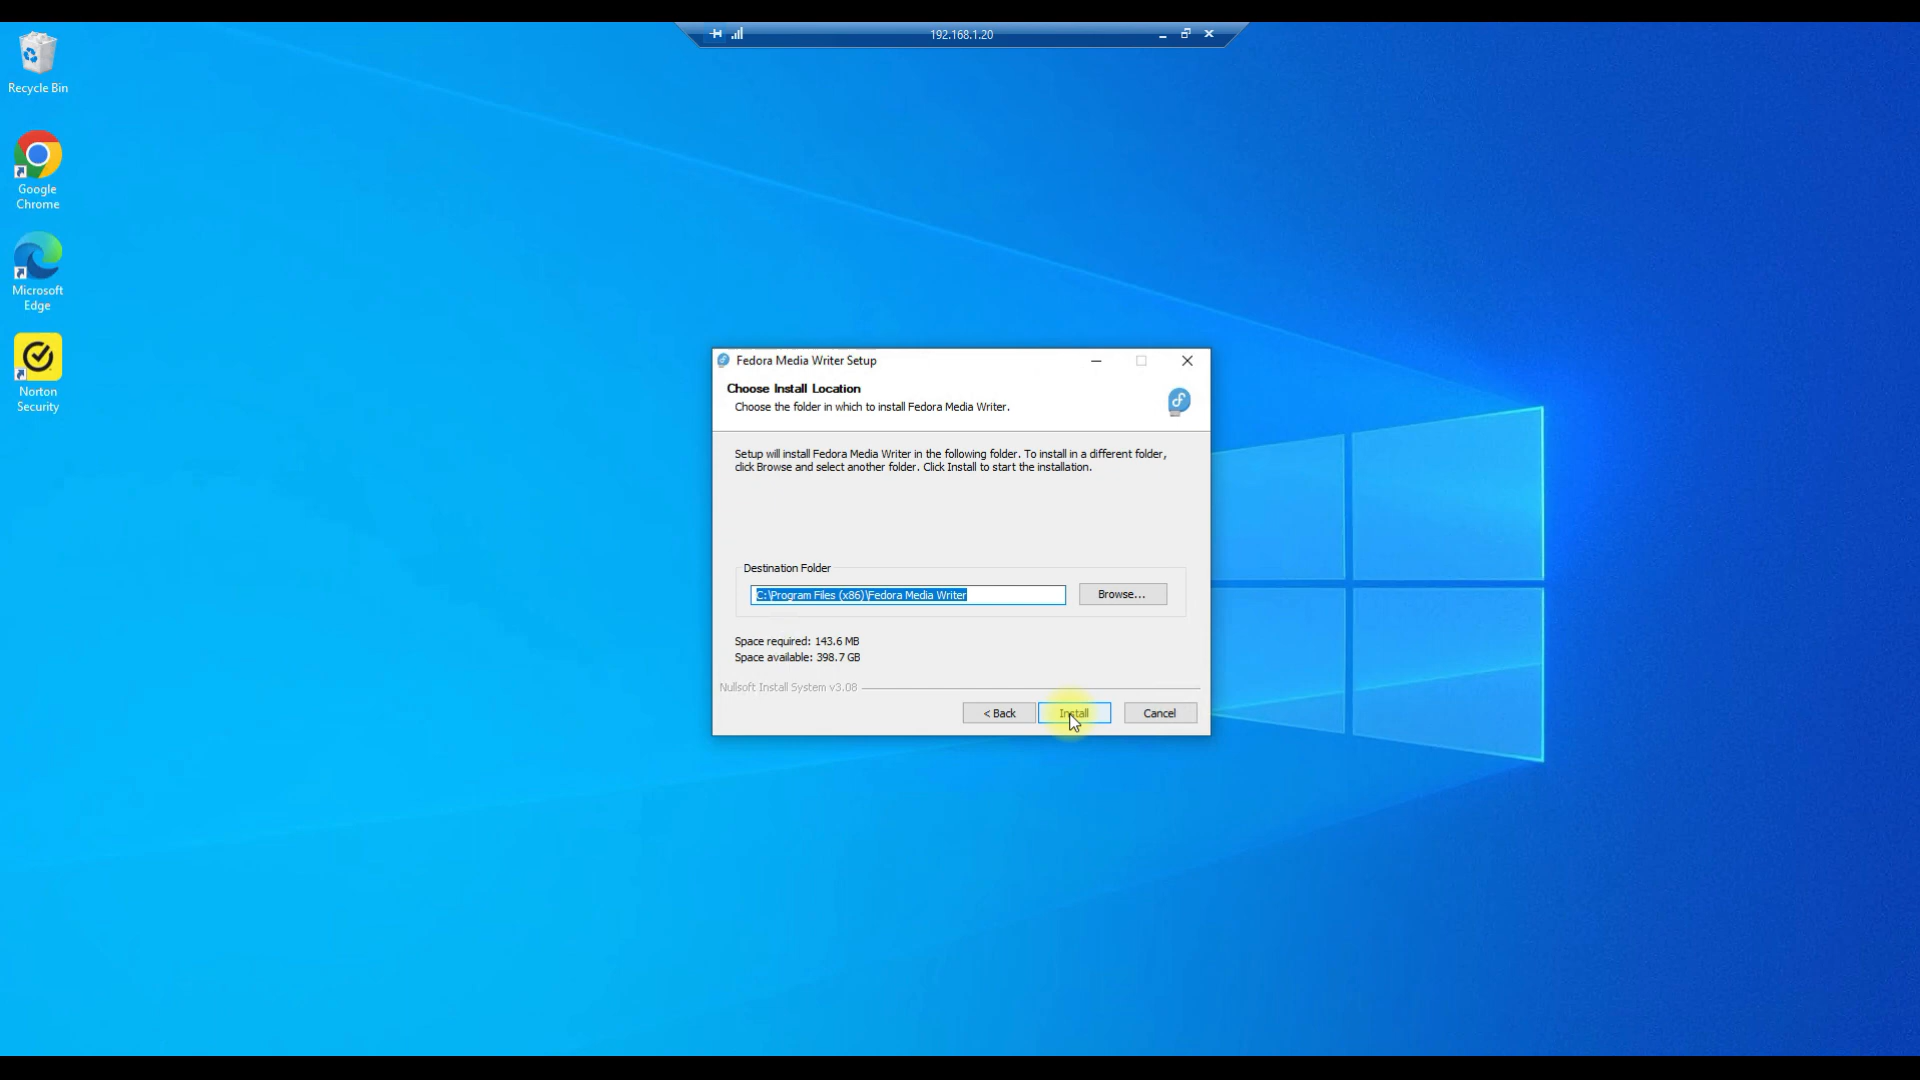 192.168.1.20
Recycle Bin
Google
Chrome
Microsoft
Edge
Norton
Security
Fedora Media Writer Setup
Choose Install Location
Choose the folder in which to install Fedora Media Writer.
Setup will install Fedora Media Writer in the following folder. To install in a different folder,
click Browse and select another folder. Click Install to start the installation.
Destination Folder
C:\Program Files (x86)\Fedora Media Writer
Browse...
Space required: 143.6 MB
Space available: 398.7 GB
Nullsoft Install System v3.08
< Back
Install
Cancel